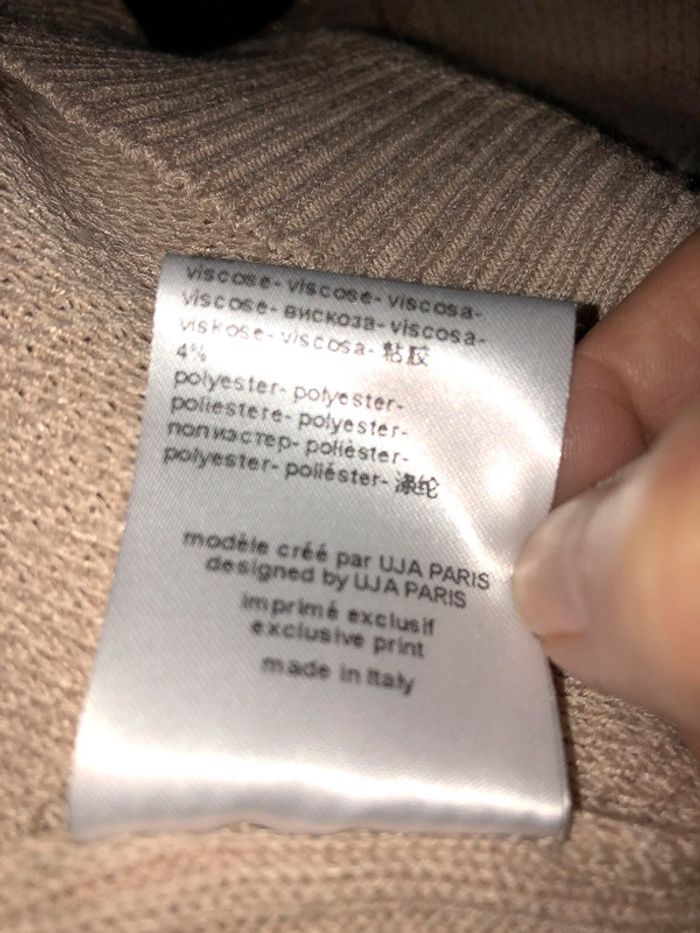 viscose- viscose- viscosa-
viscose- вискоза- viscosa-
viskose- viscosa- 粘胶
4%
polyester- polyester-
poliestere- polyester-
полиэстер- polièster-
polyester- poliéster- 涤纶
modèle créé par UJA PARIS
designed by UJA PARIS
imprimé exclusif
exclusive print
made in Italy